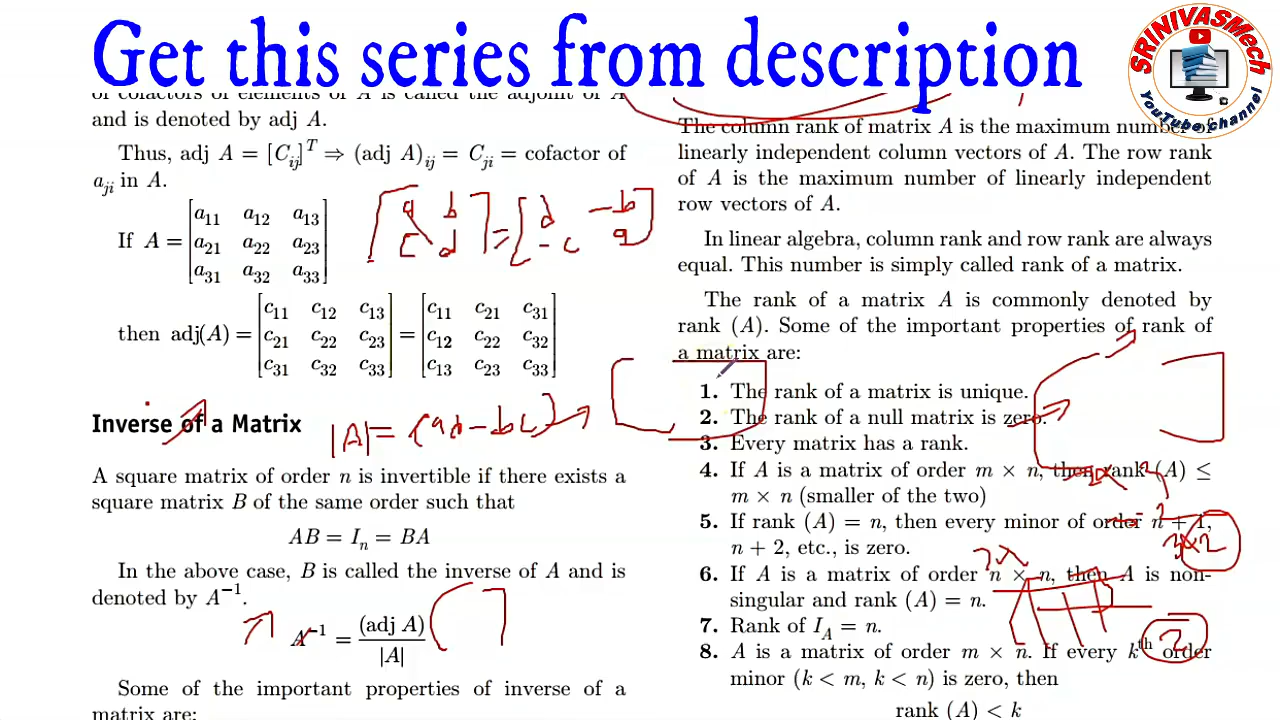 Get this series from description
SRINIVASMech
YouTube channel
of cofactors of elements of A is called the adjoint of A
and is denoted by adj A.
Thus, adj A = [C_ij]^T ⇒ (adj A)_ij = C_ji = cofactor of
a_ji in A.
a11 a12 a13
If A = a21 a22 a23
a31 a32 a33
a b = d -b
c d -c a
c11 c12 c13 c11 c21 c31
then adj(A) = c21 c22 c23 = c12 c22 c32
c31 c32 c33 c13 c23 c33
Inverse of a Matrix
|A| = (ad - bc)
A square matrix of order n is invertible if there exists a
square matrix B of the same order such that
AB = I_n = BA
In the above case, B is called the inverse of A and is
denoted by A^-1.
A^-1 = (adj A)
|A|
Some of the important properties of inverse of a
matrix are:
The column rank of matrix A is the maximum number of
linearly independent column vectors of A. The row rank
of A is the maximum number of linearly independent
row vectors of A.
In linear algebra, column rank and row rank are always
equal. This number is simply called rank of a matrix.
The rank of a matrix A is commonly denoted by
rank (A). Some of the important properties of rank of
a matrix are:
1. The rank of a matrix is unique.
2. The rank of a null matrix is zero.
3. Every matrix has a rank.
4. If A is a matrix of order m × n, then rank (A) ≤
m × n (smaller of the two)
5. If rank (A) = n, then every minor of order n + 1,
n + 2, etc., is zero.
3x2
6. If A is a matrix of order n × n, then A is non-
singular and rank (A) = n.
7. Rank of I_A = n.
2
8. A is a matrix of order m × n. If every k^th order
minor (k < m, k < n) is zero, then
rank (A) < k